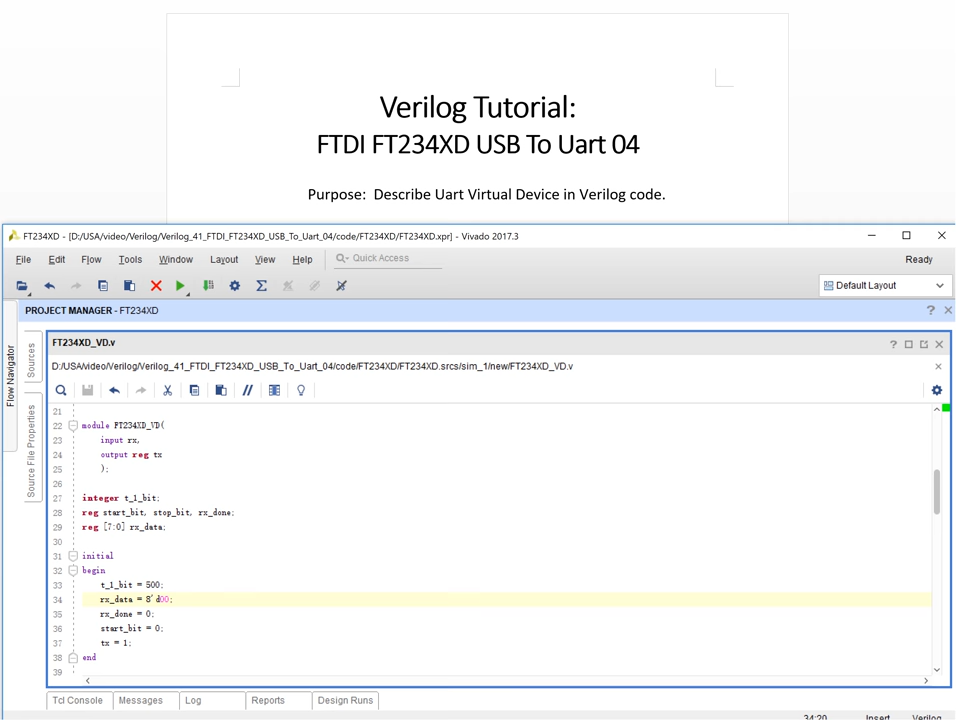 Verilog Tutorial:
FTDI FT234XD USB To Uart 04
Purpose:  Describe Uart Virtual Device in Verilog code.
FT234XD - [D:/USA/video/Verilog/Verilog_41_FTDI_FT234XD_USB_To_Uart_04/code/FT234XD/FT234XD.xpr] - Vivado 2017.3
File Edit Flow Tools Window Layout View Help Quick Access Ready
Default Layout
PROJECT MANAGER - FT234XD
Flow Navigator
Sources
Source File Properties
FT234XD_VD.v
D:/USA/video/Verilog/Verilog_41_FTDI_FT234XD_USB_To_Uart_04/code/FT234XD/FT234XD.srcs/sim_1/new/FT234XD_VD.v
21
22 module FT234XD_VD(
23 input rx,
24 output reg tx
25 );
26
27 integer t_1_bit;
28 reg start_bit, stop_bit, rx_done;
29 reg [7:0] rx_data;
30
31 initial
32 begin
33 t_1_bit = 500;
34 rx_data = 8'd00;
35 rx_done = 0;
36 start_bit = 0;
37 tx = 1;
38 end
39
Tcl Console Messages Log Reports Design Runs
34:20 Insert Verilog